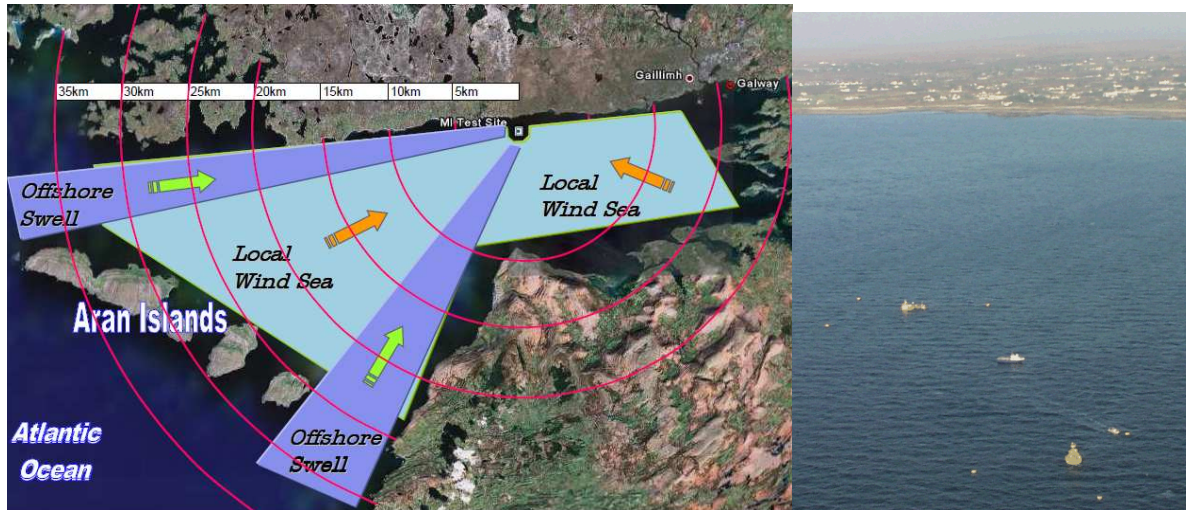 Gaillimh
Galway
35km 30km 25km 20km 15km 10km 5km
MI Test Site
Offshore
Swell
Local
Wind Sea
Local
Wind Sea
Aran Islands
Offshore
Swell
Atlantic
Ocean